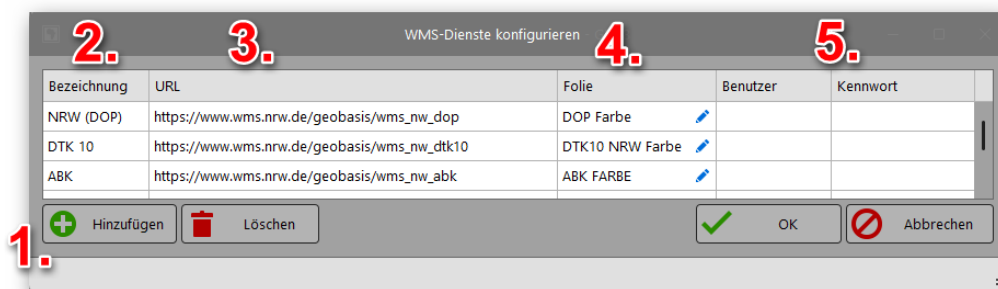 WMS-Dienste konfigurieren
2. 3. 4. 5.
Bezeichnung URL Folie Benutzer Kennwort
NRW (DOP) https://www.wms.nrw.de/geobasis/wms_nw_dop DOP Farbe
DTK 10 https://www.wms.nrw.de/geobasis/wms_nw_dtk10 DTK10 NRW Farbe
ABK https://www.wms.nrw.de/geobasis/wms_nw_abk ABK FARBE
1. Hinzufügen Löschen OK Abbrechen